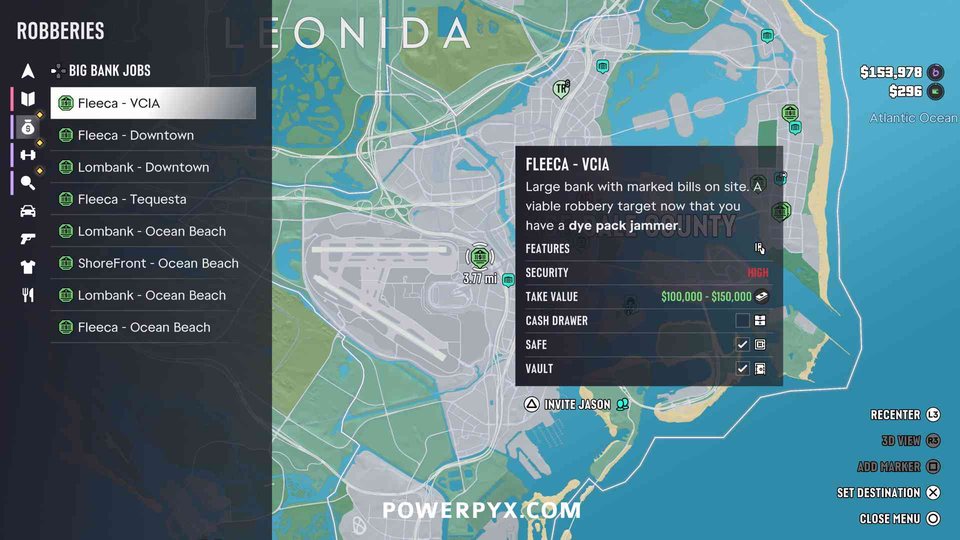 ROBBERIES
LEONIDA
BIG BANK JOBS
Fleeca - VCIA
Fleeca - Downtown
Lombank - Downtown
Fleeca - Tequesta
Lombank - Ocean Beach
ShoreFront - Ocean Beach
Lombank - Ocean Beach
Fleeca - Ocean Beach
TR
3.77 mi
$153,978
$296
Atlantic Ocean
FLEECA - VCIA
Large bank with marked bills on site. A
viable robbery target now that you
have a dye pack jammer.
COUNTY
FEATURES
SECURITY HIGH
TAKE VALUE $100,000 - $150,000
CASH DRAWER
SAFE
VAULT
INVITE JASON
RECENTER L3
3D VIEW R3
ADD MARKER
SET DESTINATION
CLOSE MENU
POWERPYX.COM